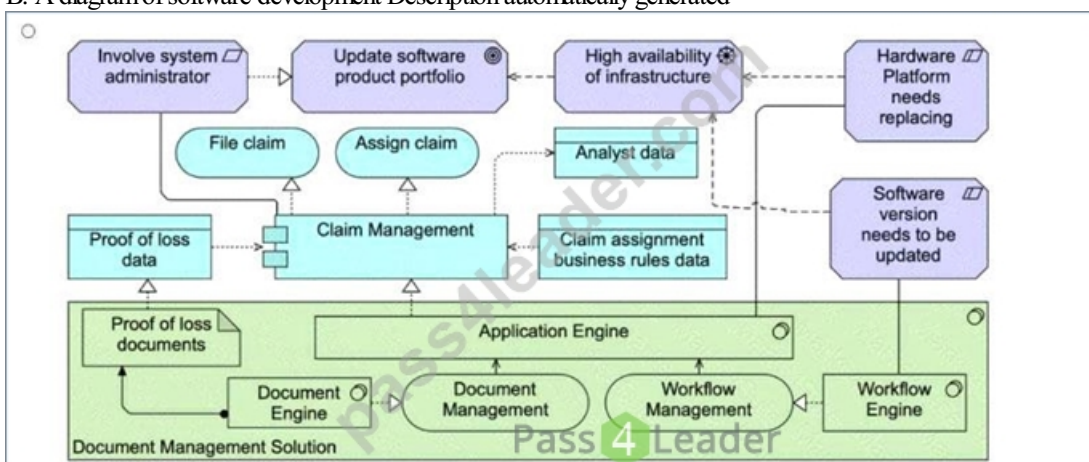 B. A diagram of software development Description automatically generated
Involve system
administrator
Update software
product portfolio
High availability
of infrastructure
Hardware
Platform
needs
replacing
File claim
Assign claim
Analyst data
Software
version
needs to be
updated
Proof of loss
data
Claim Management
Claim assignment
business rules data
Proof of loss
documents
Application Engine
Document
Engine
Document
Management
Workflow
Management
Workflow
Engine
Document Management Solution
pass4leader.com
Pass 4 Leader